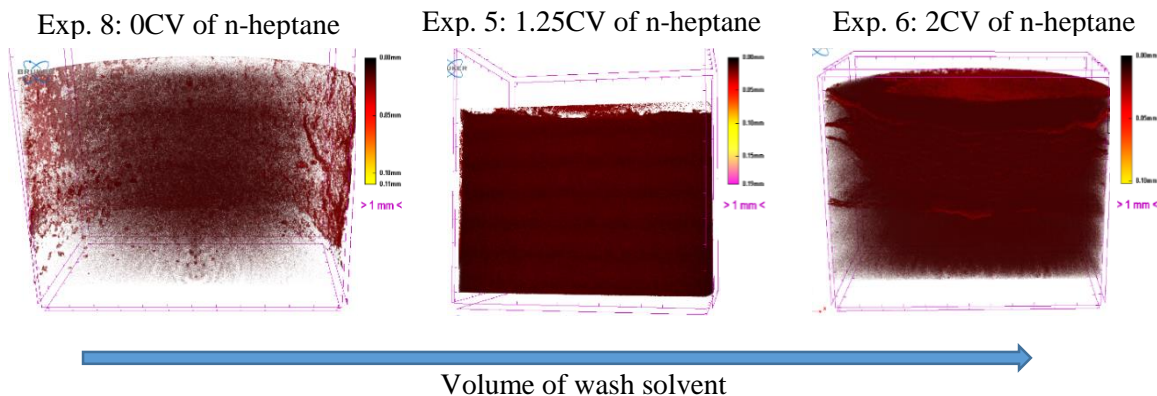 Exp. 8: 0CV of n-heptane
Exp. 5: 1.25CV of n-heptane
Exp. 6: 2CV of n-heptane
0.00mm
0.05mm
0.10mm
0.11mm
> 1 mm <
0.00mm
0.05mm
0.10mm
0.15mm
> 1 mm <
0.00mm
0.05mm
0.10mm
> 1 mm <
Volume of wash solvent